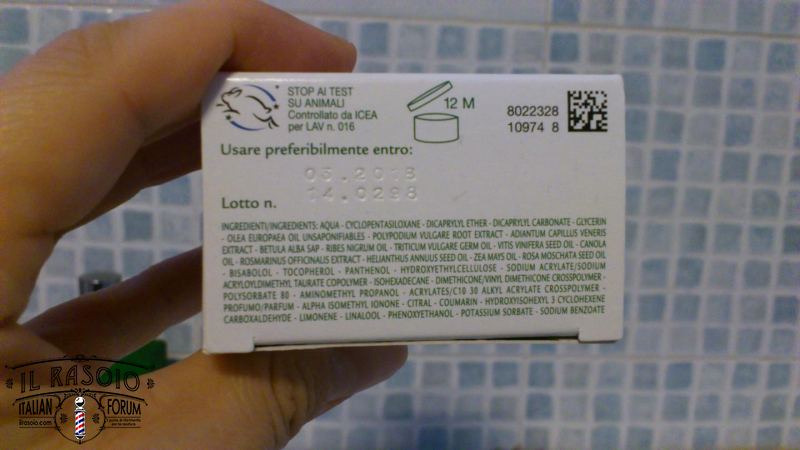 STOP AI TEST
SU ANIMALI
Controllato da ICEA
per LAV n. 016
12 M
8022328
10974 8
Usare preferibilmente entro:
Lotto n.
14.0298
INGREDIENTI/INGREDIENTS: AQUA - CYCLOPENTASILOXANE - DICAPRYLYL ETHER - DICAPRYLYL CARBONATE - GLYCERIN
- OLEA EUROPAEA OIL UNSAPONIFIABLES - POLYPODIUM VULGARE ROOT EXTRACT - ADIANTUM CAPILLUS VENERIS
EXTRACT - BETULA ALBA SAP - RIBES NIGRUM OIL - TRITICUM VULGARE GERM OIL - VITIS VINIFERA SEED OIL - CANOLA
OIL - ROSMARINUS OFFICINALIS EXTRACT - HELIANTHUS ANNUUS SEED OIL - ZEA MAYS OIL - ROSA MOSCHATA SEED OIL
- BISABOLOL - TOCOPHEROL - PANTHENOL - HYDROXYETHYLCELLULOSE - SODIUM ACRYLATE/SODIUM
ACRYLOYLDIMETHYL TAURATE COPOLYMER - ISOHEXADECANE - DIMETHICONE/VINYL DIMETHICONE CROSSPOLYMER -
POLYSORBATE 80 - AMINOMETHYL PROPANOL - ACRYLATES/C10 30 ALKYL ACRYLATE CROSSPOLYMER -
PROFUMO/PARFUM - ALPHA ISOMETHYL IONONE - CITRAL - COUMARIN - HYDROXYISOHEXYL 3 CYCLOHEXENE
CARBOXALDEHYDE - LIMONENE - LINALOOL - PHENOXYETHANOL - POTASSIUM SORBATE - SODIUM BENZOATE
IL RASOIO
ITALIAN FORUM
ilrasoio.com